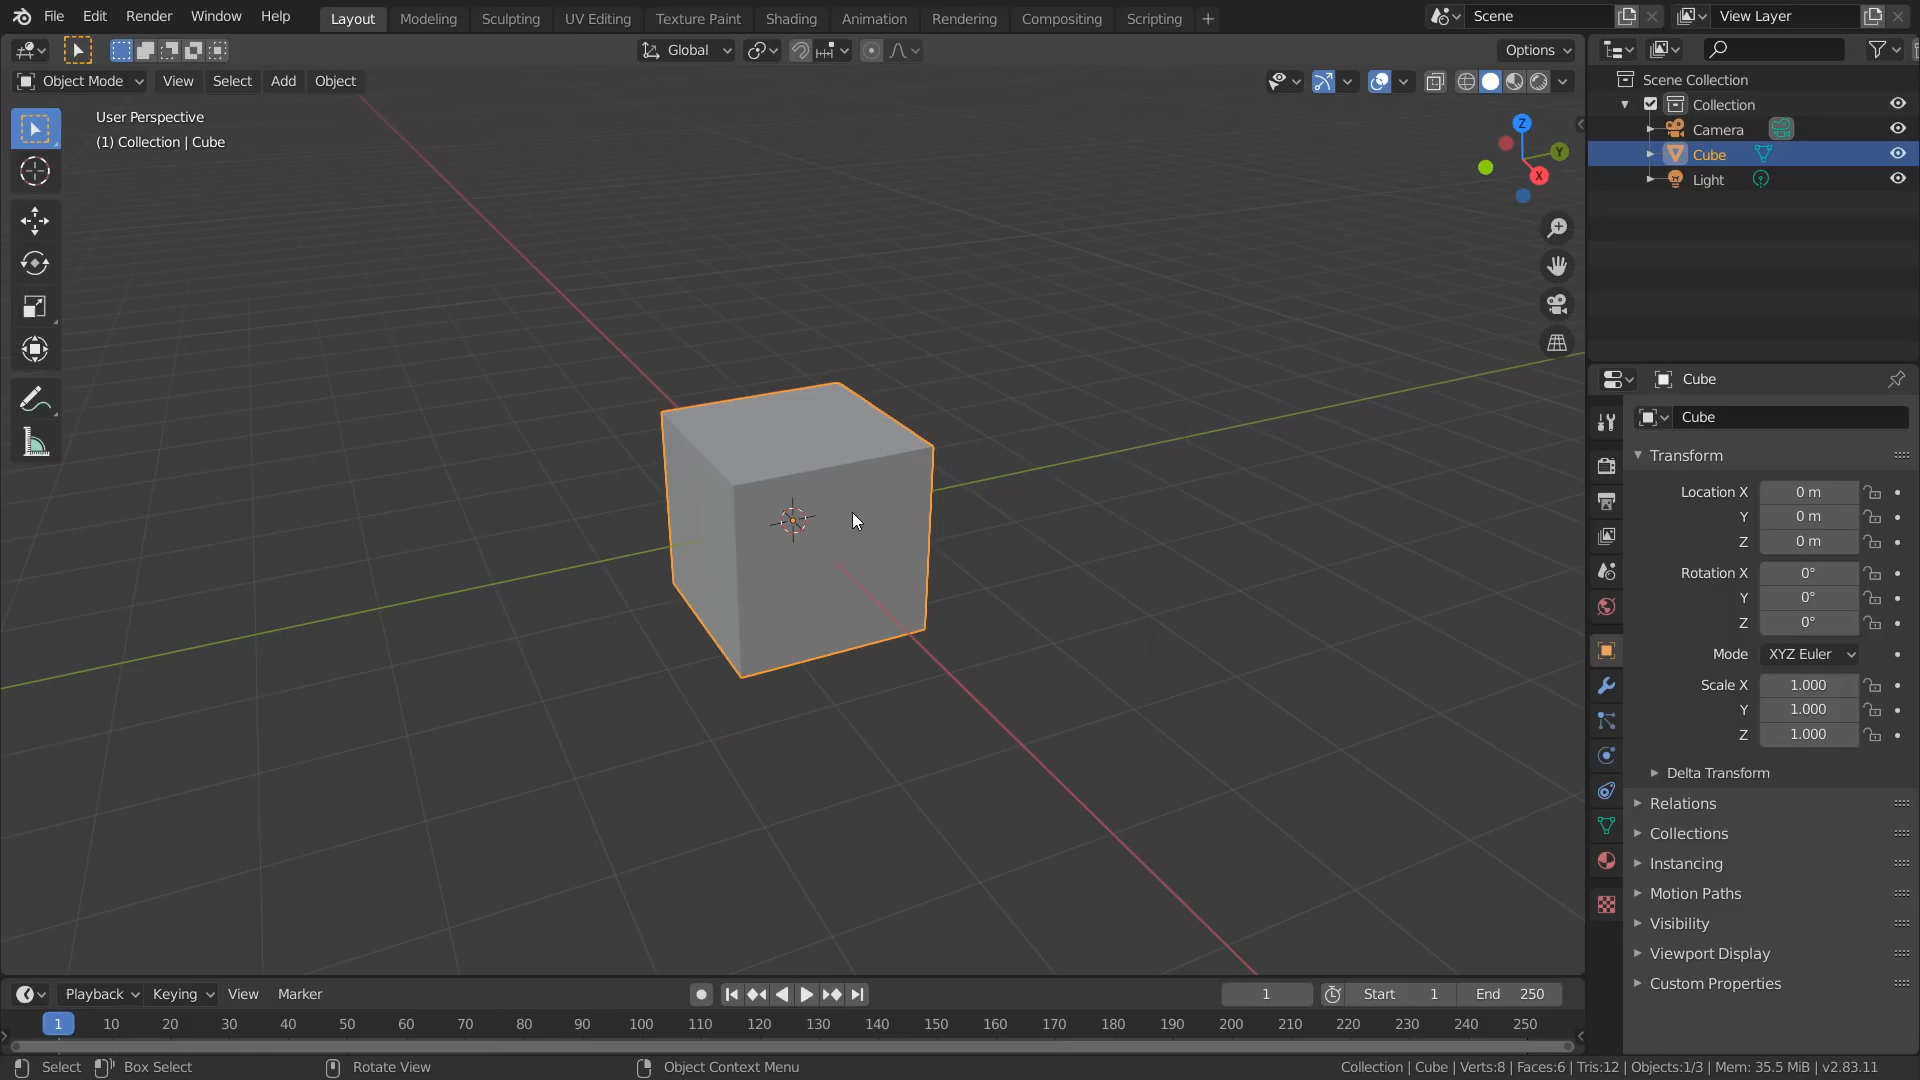 File Edit Render Window Help Layout Modeling Sculpting UV Editing Texture Paint Shading Animation Rendering Compositing Scripting + Scene View Layer
Global Options
Object Mode View Select Add Object
User Perspective
(1) Collection | Cube
Z
Y
X
Scene Collection
Collection
Camera
Cube
Light
Cube
Cube
Transform
Location X 0 m
Y 0 m
Z 0 m
Rotation X 0°
Y 0°
Z 0°
Mode XYZ Euler
Scale X 1.000
Y 1.000
Z 1.000
Delta Transform
Relations
Collections
Instancing
Motion Paths
Visibility
Viewport Display
Custom Properties
Playback Keying View Marker 1 Start 1 End 250
1 10 20 30 40 50 60 70 80 90 100 110 120 130 140 150 160 170 180 190 200 210 220 230 240 250
Select Box Select Rotate View Object Context Menu Collection | Cube | Verts:8 | Faces:6 | Tris:12 | Objects:1/3 | Mem: 35.5 MiB | v2.83.11